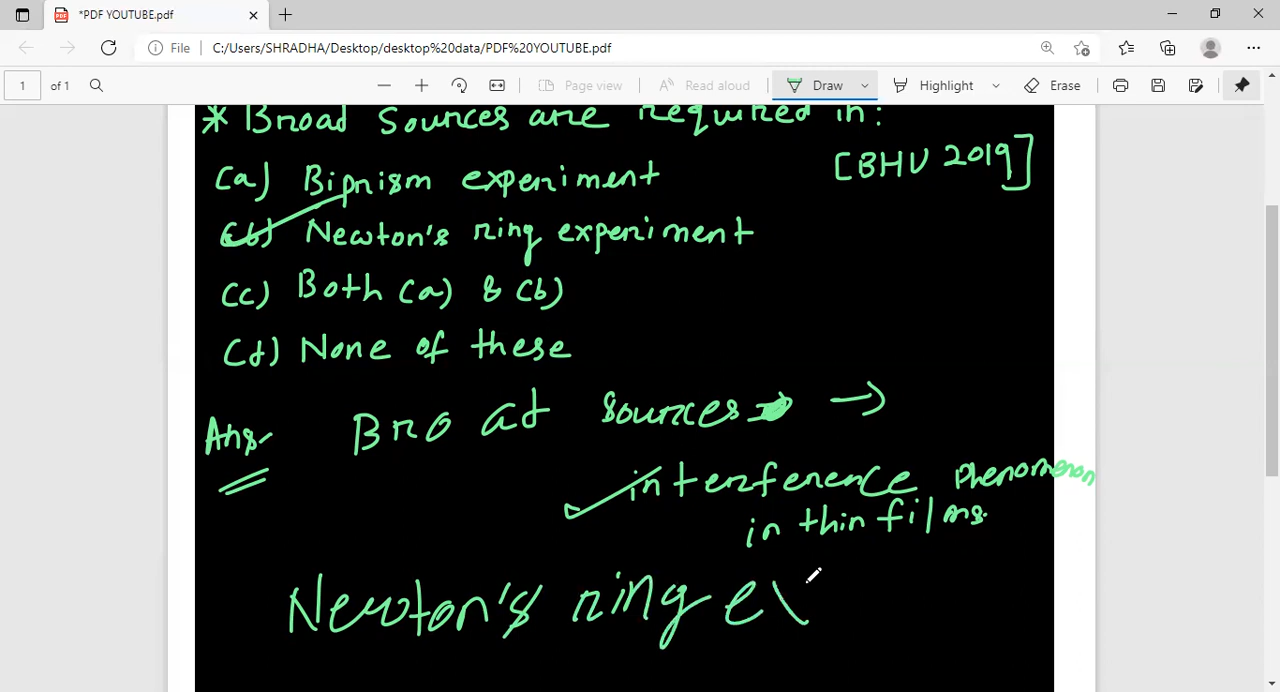 *PDF YOUTUBE.pdf
File C:/Users/SHRADHA/Desktop/desktop%20data/PDF%20YOUTUBE.pdf
1 of 1 Page view Read aloud Draw Highlight Erase
* Broad Sources are required in:
[BHU 2019]
(a) Biprism experiment
(b) Newton's ring experiment
(c) Both (a) & (b)
(d) None of these
Ans- Broad sources →
interference phenomenon
in thin films.
Newton's ring e